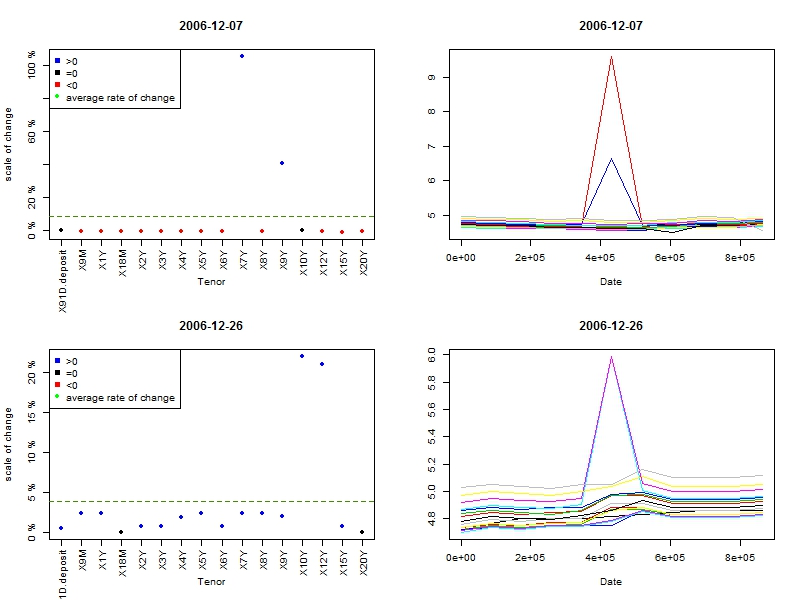 2006-12-07
100 %
60 %
20 %
0 %
scale of change
>0
=0
<0
average rate of change
X91D.deposit
X9M
X1Y
X18M
X2Y
X3Y
X4Y
X5Y
X6Y
X7Y
X8Y
X9Y
X10Y
X12Y
X15Y
X20Y
Tenor
2006-12-07
9
8
7
6
5
0e+00
2e+05
4e+05
6e+05
8e+05
Date
2006-12-26
20 %
15 %
10 %
5 %
0 %
scale of change
>0
=0
<0
average rate of change
1D.deposit
X9M
X1Y
X18M
X2Y
X3Y
X4Y
X5Y
X6Y
X7Y
X8Y
X9Y
X10Y
X12Y
X15Y
X20Y
Tenor
2006-12-26
6.0
5.8
5.6
5.4
5.2
5.0
4.8
0e+00
2e+05
4e+05
6e+05
8e+05
Date